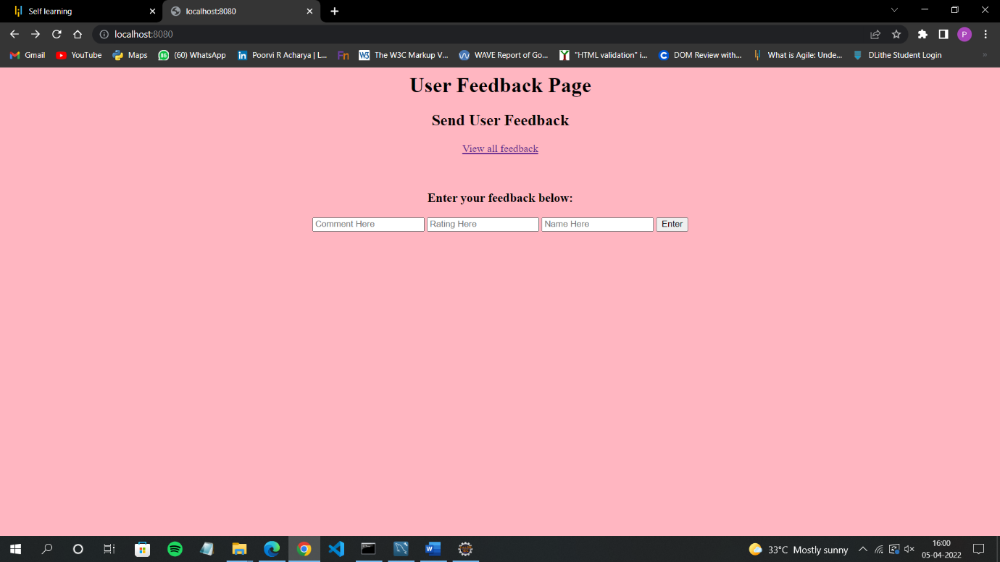 Self learning
localhost:8080
localhost:8080
P
Gmail YouTube Maps (60) WhatsApp Poorvi R Acharya | L... Fn The W3C Markup V... WAVE Report of Go... "HTML validation" i... DOM Review with... What is Agile: Unde... DLithe Student Login
User Feedback Page
Send User Feedback
View all feedback
Enter your feedback below:
Comment Here Rating Here Name Here Enter
33°C Mostly sunny
16:00
05-04-2022